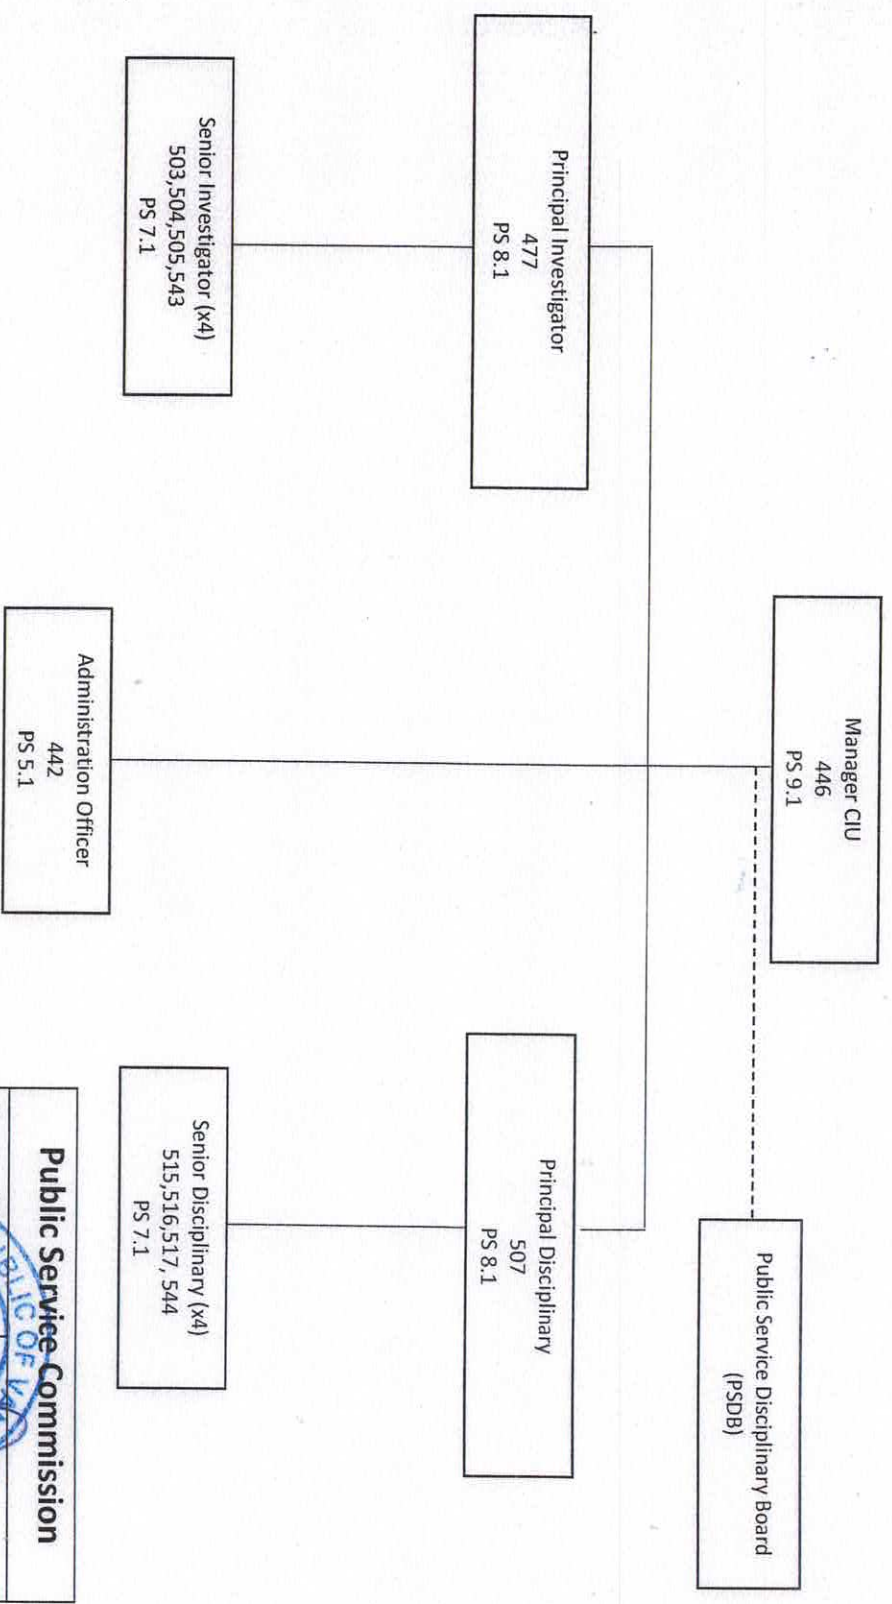 Manager CIU
446
PS 9.1
Public Service Disciplinary Board
(PSDB)
Principal Investigator
477
PS 8.1
Principal Disciplinary
507
PS 8.1
Senior Investigator (x4)
503,504,505,543
PS 7.1
Senior Disciplinary (x4)
515,516,517, 544
PS 7.1
Administration Officer
442
PS 5.1
Public Service Commission